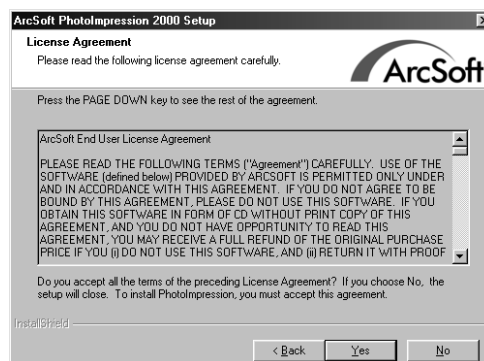 ArcSoft PhotoImpression 2000 Setup
License Agreement
Please read the following license agreement carefully.
ArcSoft
Press the PAGE DOWN key to see the rest of the agreement.
ArcSoft End User License Agreement
PLEASE READ THE FOLLOWING TERMS ("Agreement") CAREFULLY. USE OF THE
SOFTWARE (defined below) PROVIDED BY ARCSOFT IS PERMITTED ONLY UNDER
AND IN ACCORDANCE WITH THIS AGREEMENT. IF YOU DO NOT AGREE TO BE
BOUND BY THIS AGREEMENT, PLEASE DO NOT USE THIS SOFTWARE. IF YOU
OBTAIN THIS SOFTWARE IN FORM OF CD WITHOUT PRINT COPY OF THIS
AGREEMENT, AND YOU DO NOT HAVE OPPORTUNITY TO READ THIS
AGREEMENT, YOU MAY RECEIVE A FULL REFUND OF THE ORIGINAL PURCHASE
PRICE IF YOU (i) DO NOT USE THIS SOFTWARE, AND (ii) RETURN IT WITH PROOF
Do you accept all the terms of the preceding License Agreement? If you choose No, the
setup will close. To install PhotoImpression, you must accept this agreement.
InstallShield
< Back
Yes
No